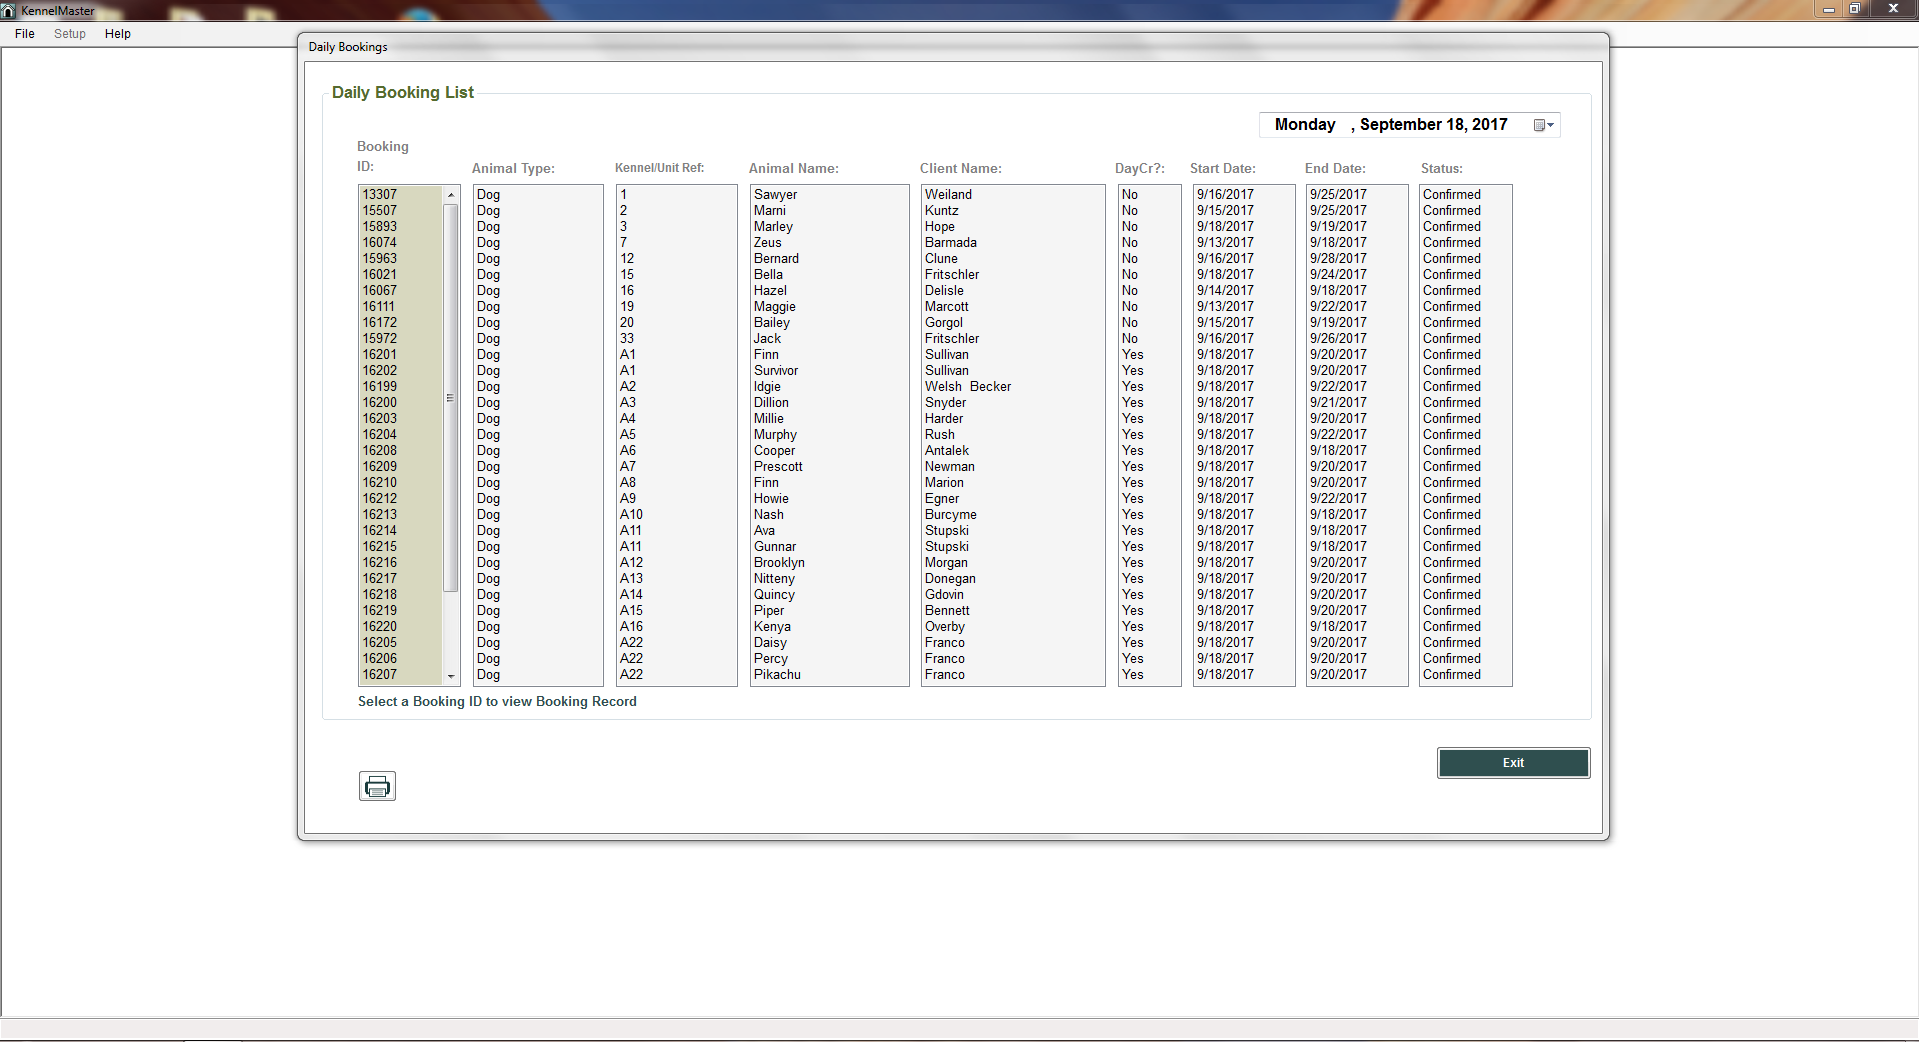 KennelMaster
File Setup Help
Daily Bookings
Daily Booking List
Monday , September 18, 2017
Booking
ID: Animal Type: Kennel/Unit Ref: Animal Name: Client Name: DayCr?: Start Date: End Date: Status:
13307 Dog 1 Sawyer Weiland No 9/16/2017 9/25/2017 Confirmed
15507 Dog 2 Marni Kuntz No 9/15/2017 9/25/2017 Confirmed
15893 Dog 3 Marley Hope No 9/18/2017 9/19/2017 Confirmed
16074 Dog 7 Zeus Barmada No 9/13/2017 9/18/2017 Confirmed
15963 Dog 12 Bernard Clune No 9/16/2017 9/28/2017 Confirmed
16021 Dog 15 Bella Fritschler No 9/18/2017 9/24/2017 Confirmed
16067 Dog 16 Hazel Delisle No 9/14/2017 9/18/2017 Confirmed
16111 Dog 19 Maggie Marcott No 9/13/2017 9/22/2017 Confirmed
16172 Dog 20 Bailey Gorgol No 9/15/2017 9/19/2017 Confirmed
15972 Dog 33 Jack Fritschler No 9/16/2017 9/26/2017 Confirmed
16201 Dog A1 Finn Sullivan Yes 9/18/2017 9/20/2017 Confirmed
16202 Dog A1 Survivor Sullivan Yes 9/18/2017 9/20/2017 Confirmed
16199 Dog A2 Idgie Welsh Becker Yes 9/18/2017 9/22/2017 Confirmed
16200 Dog A3 Dillion Snyder Yes 9/18/2017 9/21/2017 Confirmed
16203 Dog A4 Millie Harder Yes 9/18/2017 9/20/2017 Confirmed
16204 Dog A5 Murphy Rush Yes 9/18/2017 9/22/2017 Confirmed
16208 Dog A6 Cooper Antalek Yes 9/18/2017 9/18/2017 Confirmed
16209 Dog A7 Prescott Newman Yes 9/18/2017 9/20/2017 Confirmed
16210 Dog A8 Finn Marion Yes 9/18/2017 9/20/2017 Confirmed
16212 Dog A9 Howie Egner Yes 9/18/2017 9/22/2017 Confirmed
16213 Dog A10 Nash Burcyme Yes 9/18/2017 9/18/2017 Confirmed
16214 Dog A11 Ava Stupski Yes 9/18/2017 9/18/2017 Confirmed
16215 Dog A11 Gunnar Stupski Yes 9/18/2017 9/18/2017 Confirmed
16216 Dog A12 Brooklyn Morgan Yes 9/18/2017 9/20/2017 Confirmed
16217 Dog A13 Nitteny Donegan Yes 9/18/2017 9/20/2017 Confirmed
16218 Dog A14 Quincy Gdovin Yes 9/18/2017 9/20/2017 Confirmed
16219 Dog A15 Piper Bennett Yes 9/18/2017 9/20/2017 Confirmed
16220 Dog A16 Kenya Overby Yes 9/18/2017 9/18/2017 Confirmed
16205 Dog A22 Daisy Franco Yes 9/18/2017 9/20/2017 Confirmed
16206 Dog A22 Percy Franco Yes 9/18/2017 9/20/2017 Confirmed
16207 Dog A22 Pikachu Franco Yes 9/18/2017 9/20/2017 Confirmed
Select a Booking ID to view Booking Record
Exit